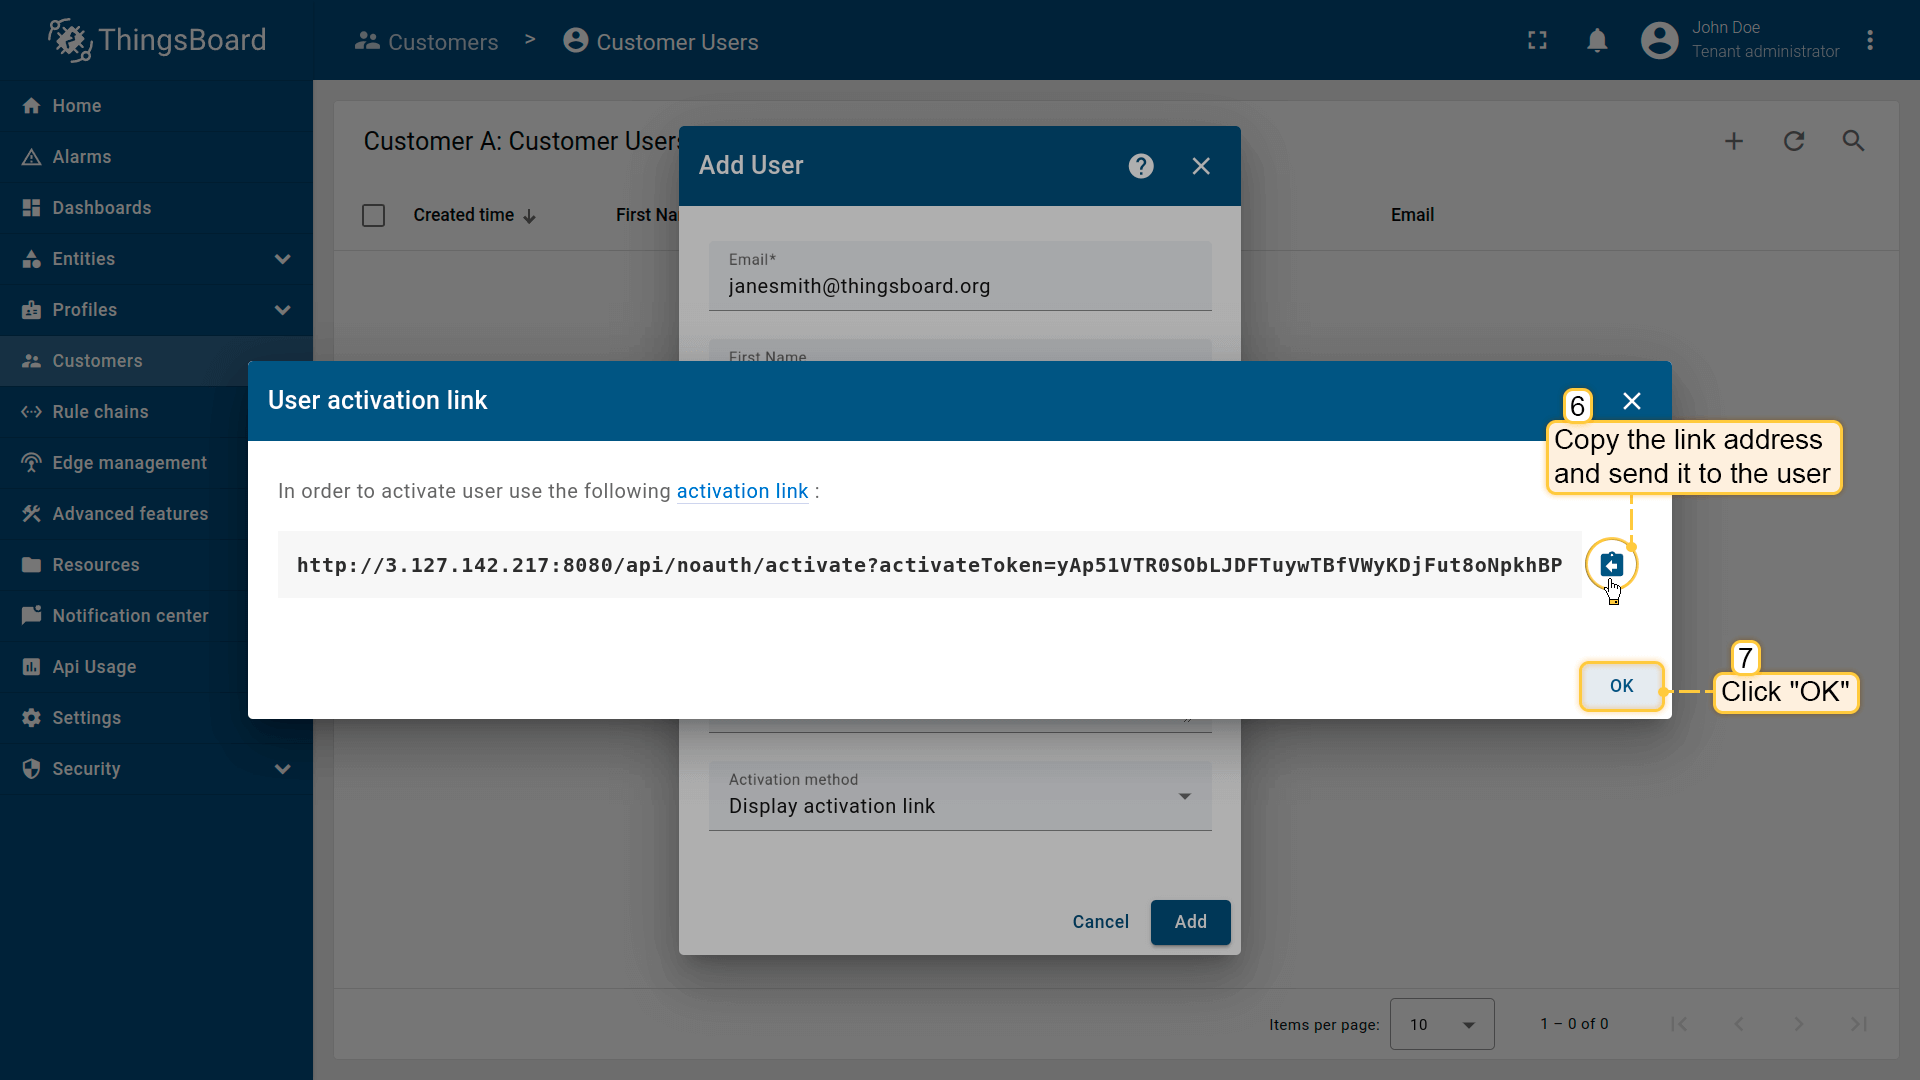 ThingsBoard
Customers > Customer Users
John Doe
Tenant administrator
Home
Alarms
Dashboards
Entities
Profiles
Customers
Rule chains
Edge management
Advanced features
Resources
Notification center
Api Usage
Settings
Security
Customer A: Customer Users
Created time
First Na
Email
Add User
Email*
janesmith@thingsboard.org
First Name
User activation link
6
Copy the link address
and send it to the user
In order to activate user use the following activation link :
http://3.127.142.217:8080/api/noauth/activate?activateToken=yAp51VTR0SObLJDFTuywTBfVWyKDjFut8oNpkhBP
OK
7
Click "OK"
Activation method
Display activation link
Cancel
Add
Items per page:
10
1 – 0 of 0